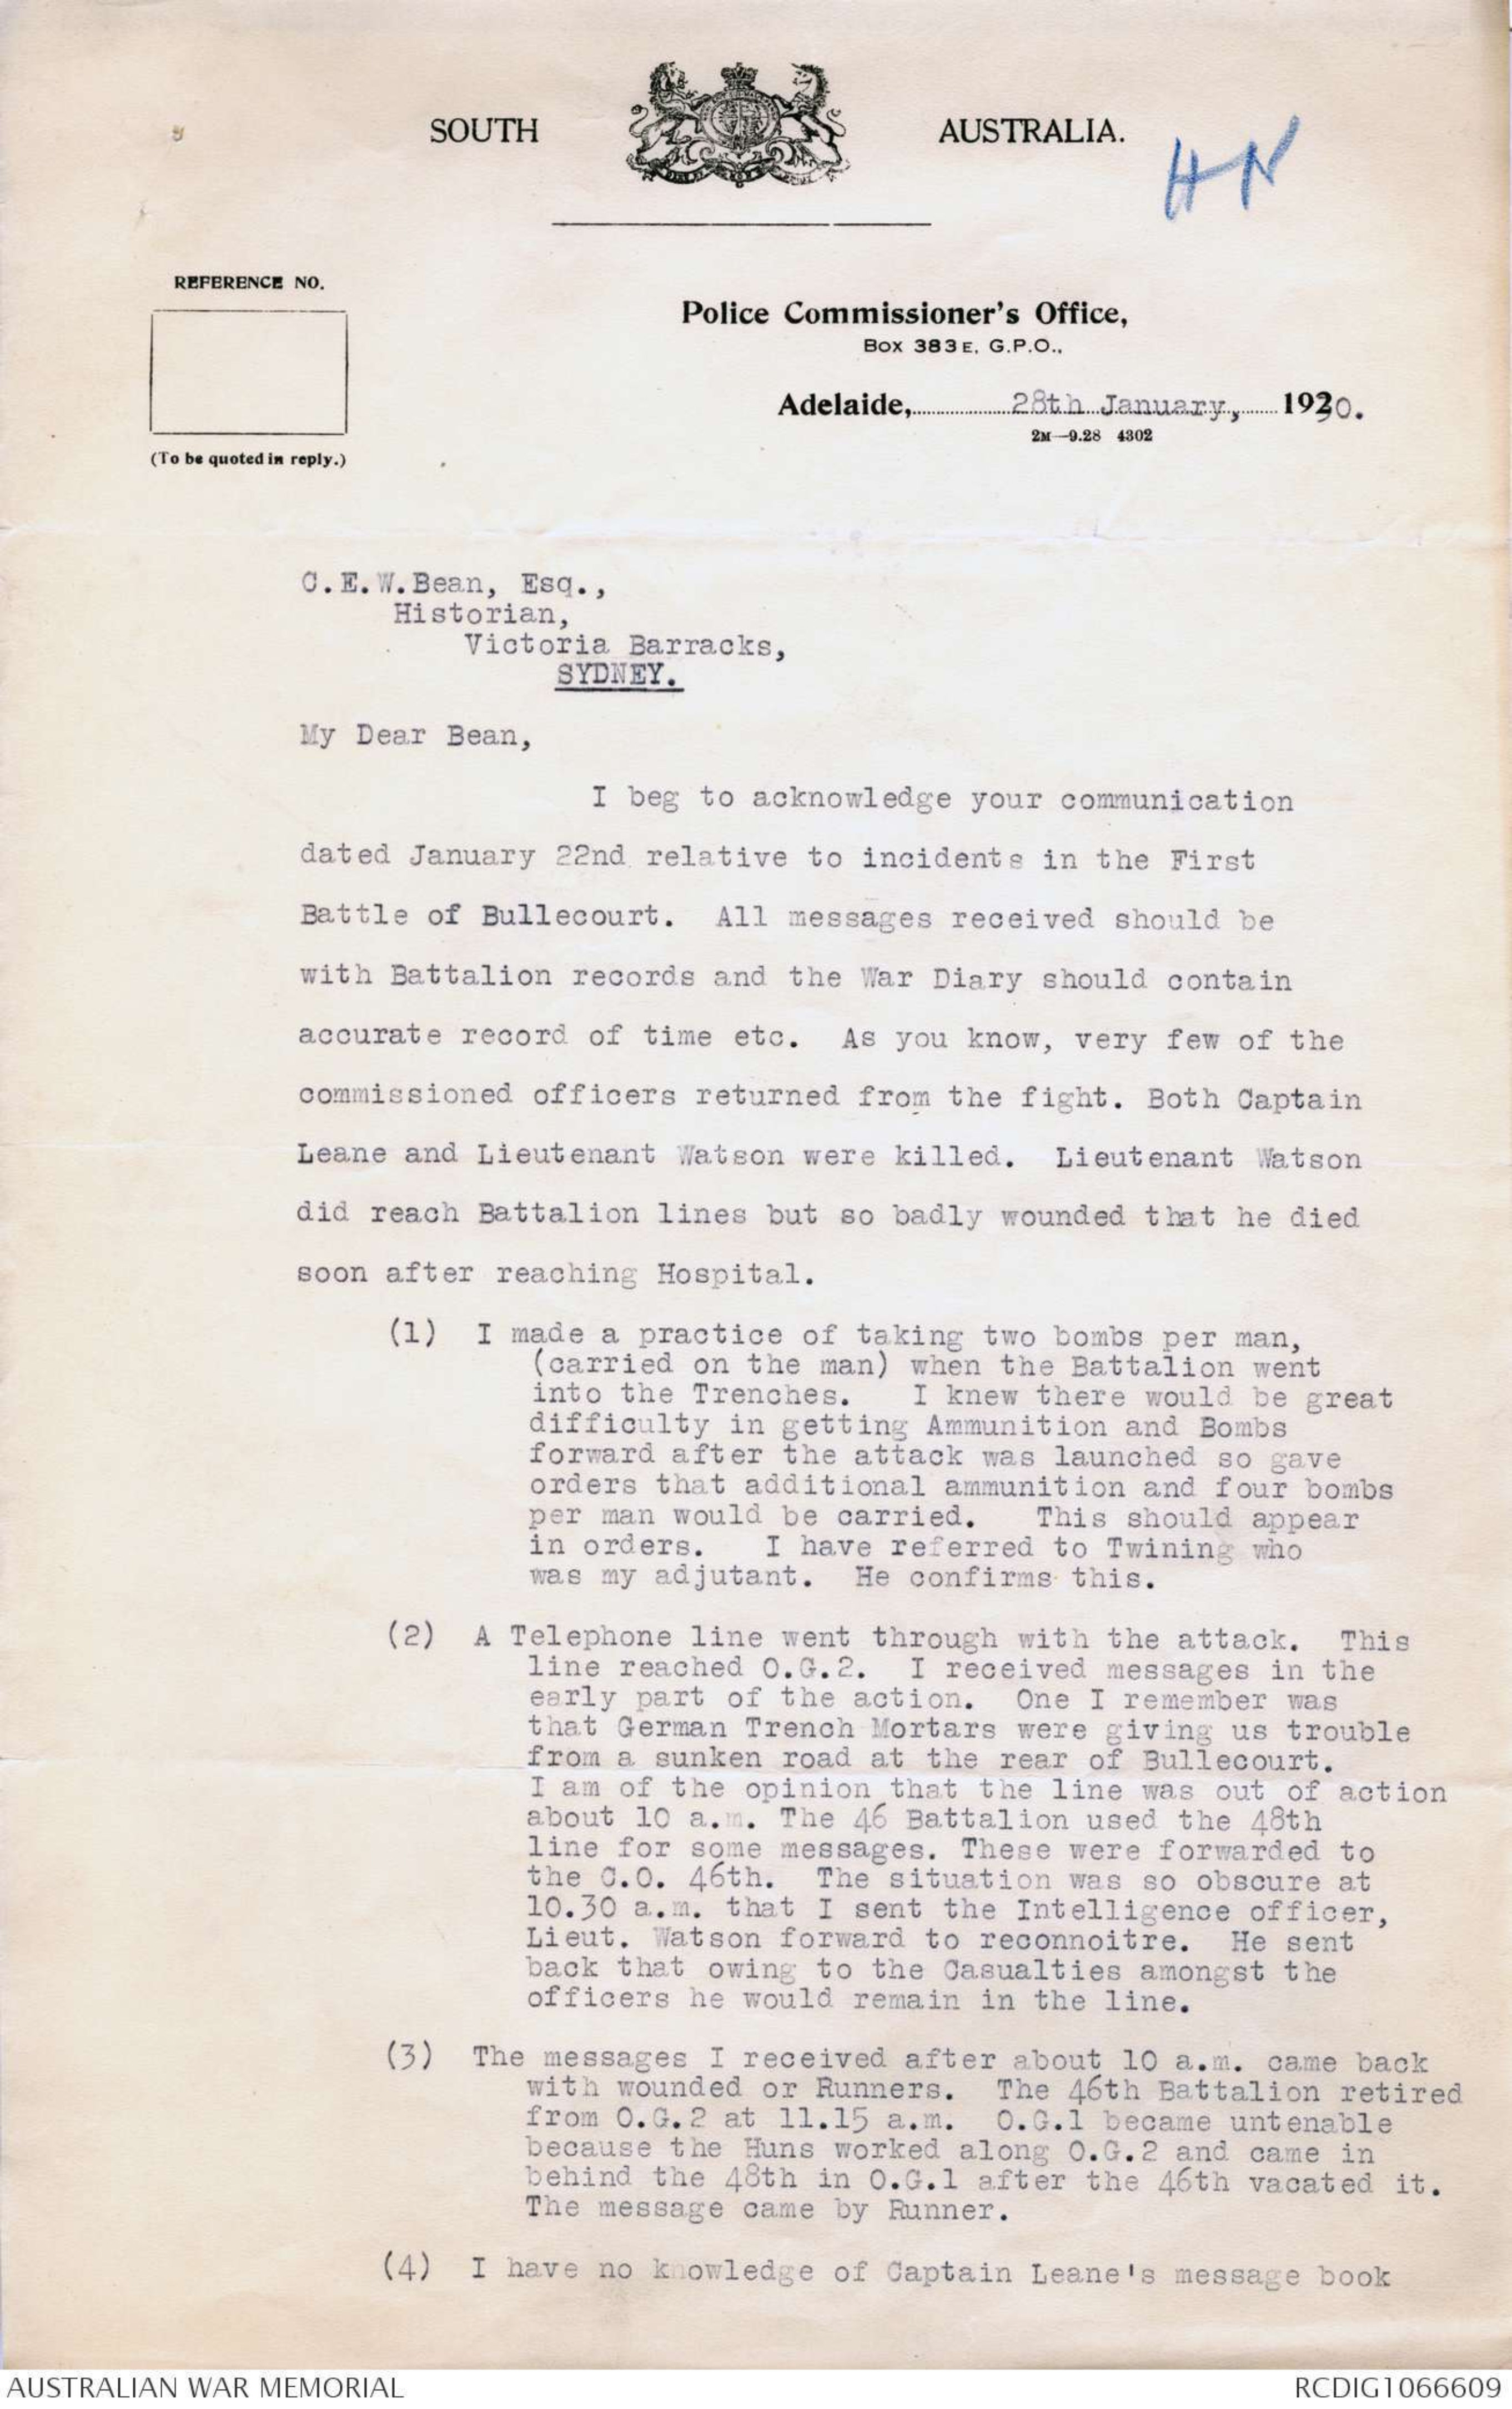 SOUTH AUSTRALIA.
HN
REFERENCE NO.
(To be quoted in reply.)
Police Commissioner's Office,
Box 383E, G.P.O.,
Adelaide, 28th January, 1930.
2M—9.28 4302
C.E.W.Bean, Esq.,
Historian,
Victoria Barracks,
SYDNEY.
My Dear Bean,
I beg to acknowledge your communication
dated January 22nd relative to incidents in the First
Battle of Bullecourt. All messages received should be
with Battalion records and the War Diary should contain
accurate record of time etc. As you know, very few of the
commissioned officers returned from the fight. Both Captain
Leane and Lieutenant Watson were killed. Lieutenant Watson
did reach Battalion lines but so badly wounded that he died
soon after reaching Hospital.
(1) I made a practice of taking two bombs per man,
(carried on the man) when the Battalion went
into the Trenches. I knew there would be great
difficulty in getting Ammunition and Bombs
forward after the attack was launched so gave
orders that additional ammunition and four bombs
per man would be carried. This should appear
in orders. I have referred to Twining who
was my adjutant. He confirms this.
(2) A Telephone line went through with the attack. This
line reached O.G.2. I received messages in the
early part of the action. One I remember was
that German Trench Mortars were giving us trouble
from a sunken road at the rear of Bullecourt.
I am of the opinion that the line was out of action
about 10 a.m. The 46 Battalion used the 48th
line for some messages. These were forwarded to
the C.O. 46th. The situation was so obscure at
10.30 a.m. that I sent the Intelligence officer,
Lieut. Watson forward to reconnoitre. He sent
back that owing to the Casualties amongst the
officers he would remain in the line.
(3) The messages I received after about 10 a.m. came back
with wounded or Runners. The 46th Battalion retired
from O.G.2 at 11.15 a.m. O.G.1 became untenable
because the Huns worked along O.G.2 and came in
behind the 48th in O.G.1 after the 46th vacated it.
The message came by Runner.
(4) I have no knowledge of Captain Leane's message book
AUSTRALIAN WAR MEMORIAL
RCDIG1066609